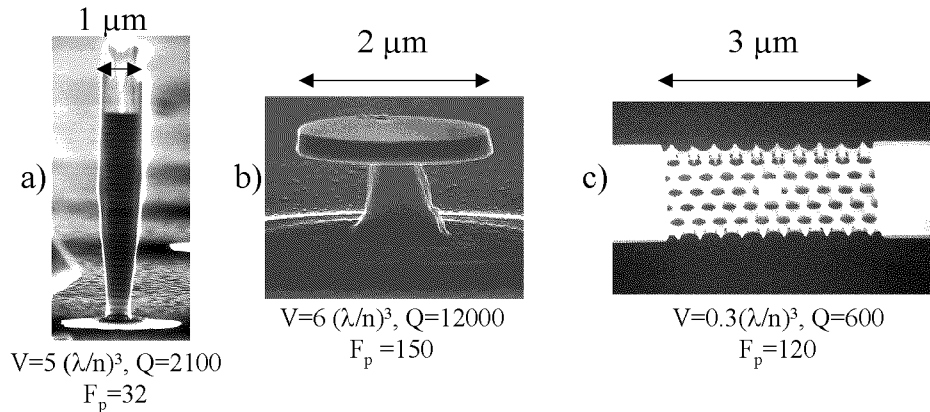 1 μm
2 μm
3 μm
a)
b)
c)
V=5 (λ/n)³, Q=2100
F_p=32
V=6 (λ/n)³, Q=12000
F_p =150
V=0.3(λ/n)³, Q=600
F_p =120